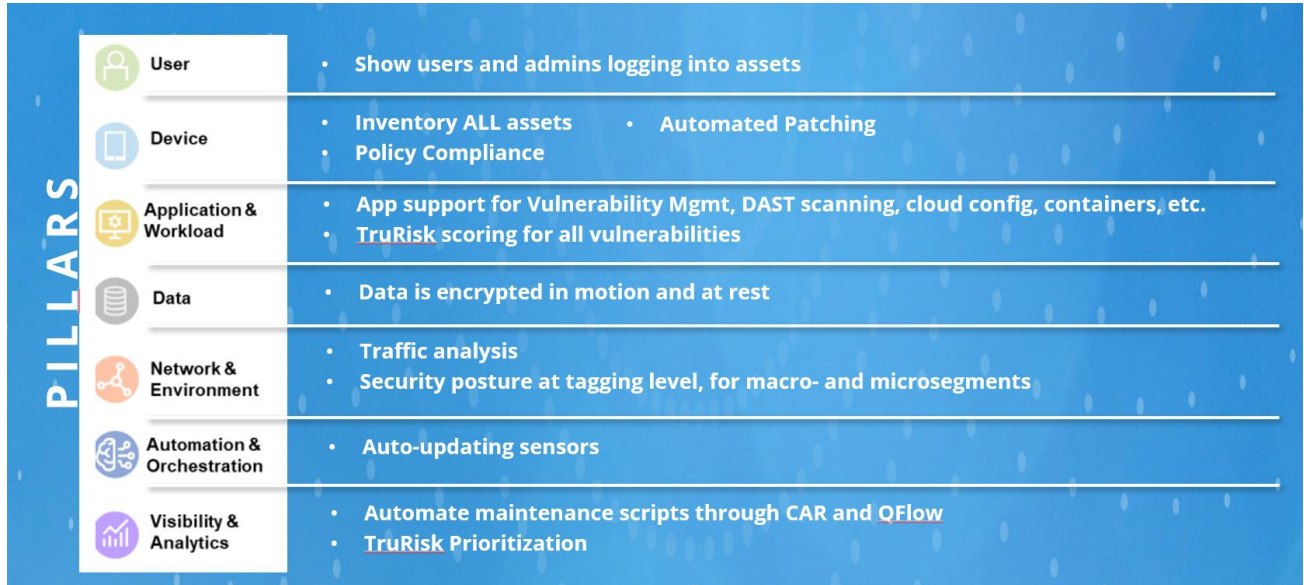 PILLARS
User
• Show users and admins logging into assets
Device
• Inventory ALL assets • Automated Patching
• Policy Compliance
Application &
Workload
• App support for Vulnerability Mgmt, DAST scanning, cloud config, containers, etc.
• TruRisk scoring for all vulnerabilities
Data
• Data is encrypted in motion and at rest
Network &
Environment
• Traffic analysis
• Security posture at tagging level, for macro- and microsegments
Automation &
Orchestration
• Auto-updating sensors
Visibility &
Analytics
• Automate maintenance scripts through CAR and QFlow
• TruRisk Prioritization